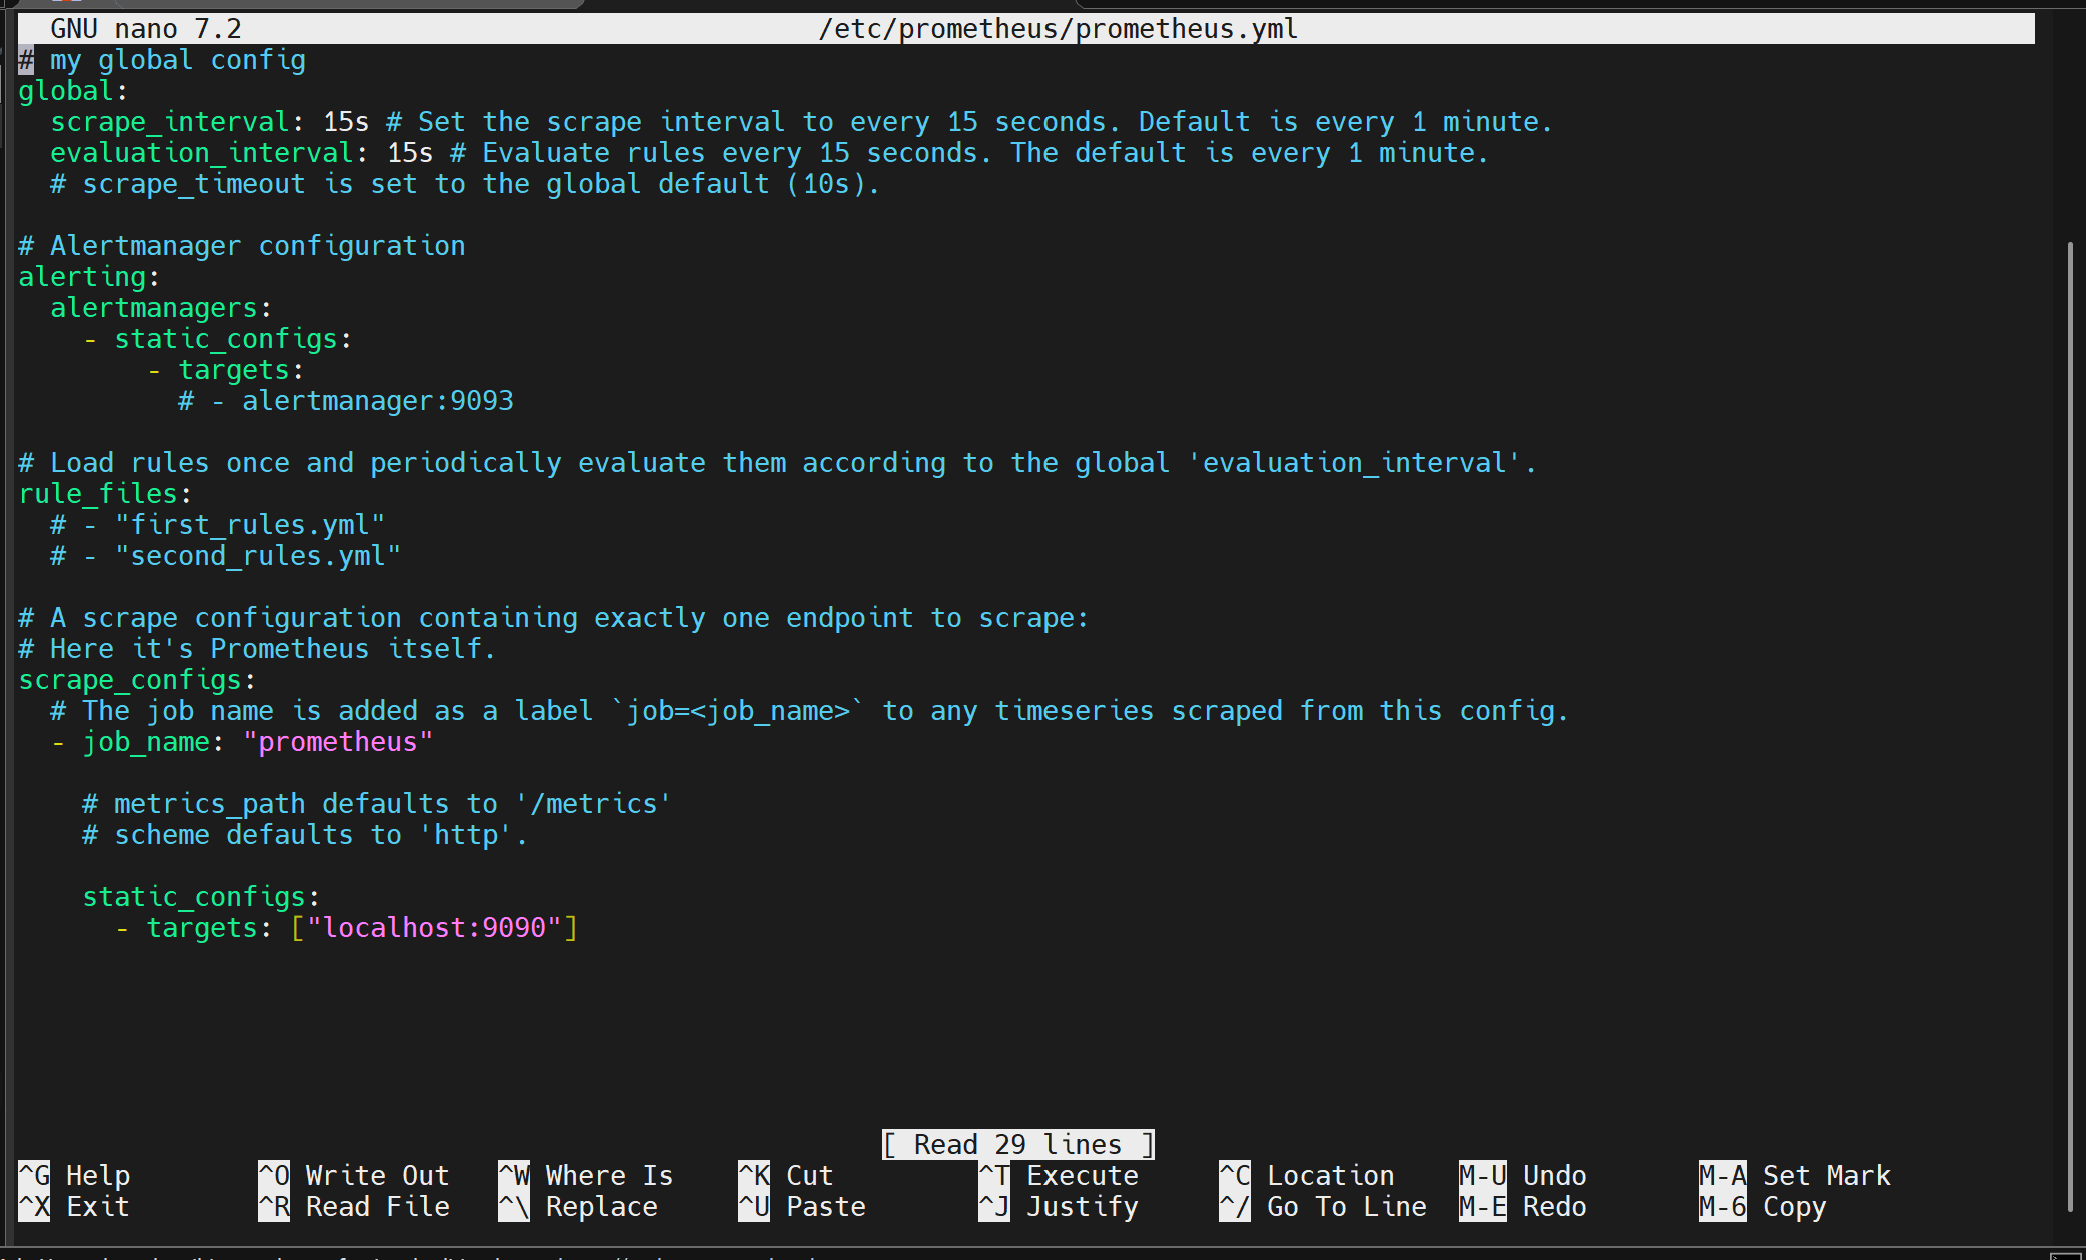 GNU nano 7.2 /etc/prometheus/prometheus.yml
# my global config
global:
  scrape_interval: 15s # Set the scrape interval to every 15 seconds. Default is every 1 minute.
  evaluation_interval: 15s # Evaluate rules every 15 seconds. The default is every 1 minute.
  # scrape_timeout is set to the global default (10s).

# Alertmanager configuration
alerting:
  alertmanagers:
    - static_configs:
        - targets:
          # - alertmanager:9093

# Load rules once and periodically evaluate them according to the global 'evaluation_interval'.
rule_files:
  # - "first_rules.yml"
  # - "second_rules.yml"

# A scrape configuration containing exactly one endpoint to scrape:
# Here it's Prometheus itself.
scrape_configs:
  # The job name is added as a label `job=<job_name>` to any timeseries scraped from this config.
  - job_name: "prometheus"

    # metrics_path defaults to '/metrics'
    # scheme defaults to 'http'.

    static_configs:
      - targets: ["localhost:9090"]

[ Read 29 lines ]
^G Help ^O Write Out ^W Where Is ^K Cut ^T Execute ^C Location M-U Undo M-A Set Mark
^X Exit ^R Read File ^\ Replace ^U Paste ^J Justify ^/ Go To Line M-E Redo M-6 Copy